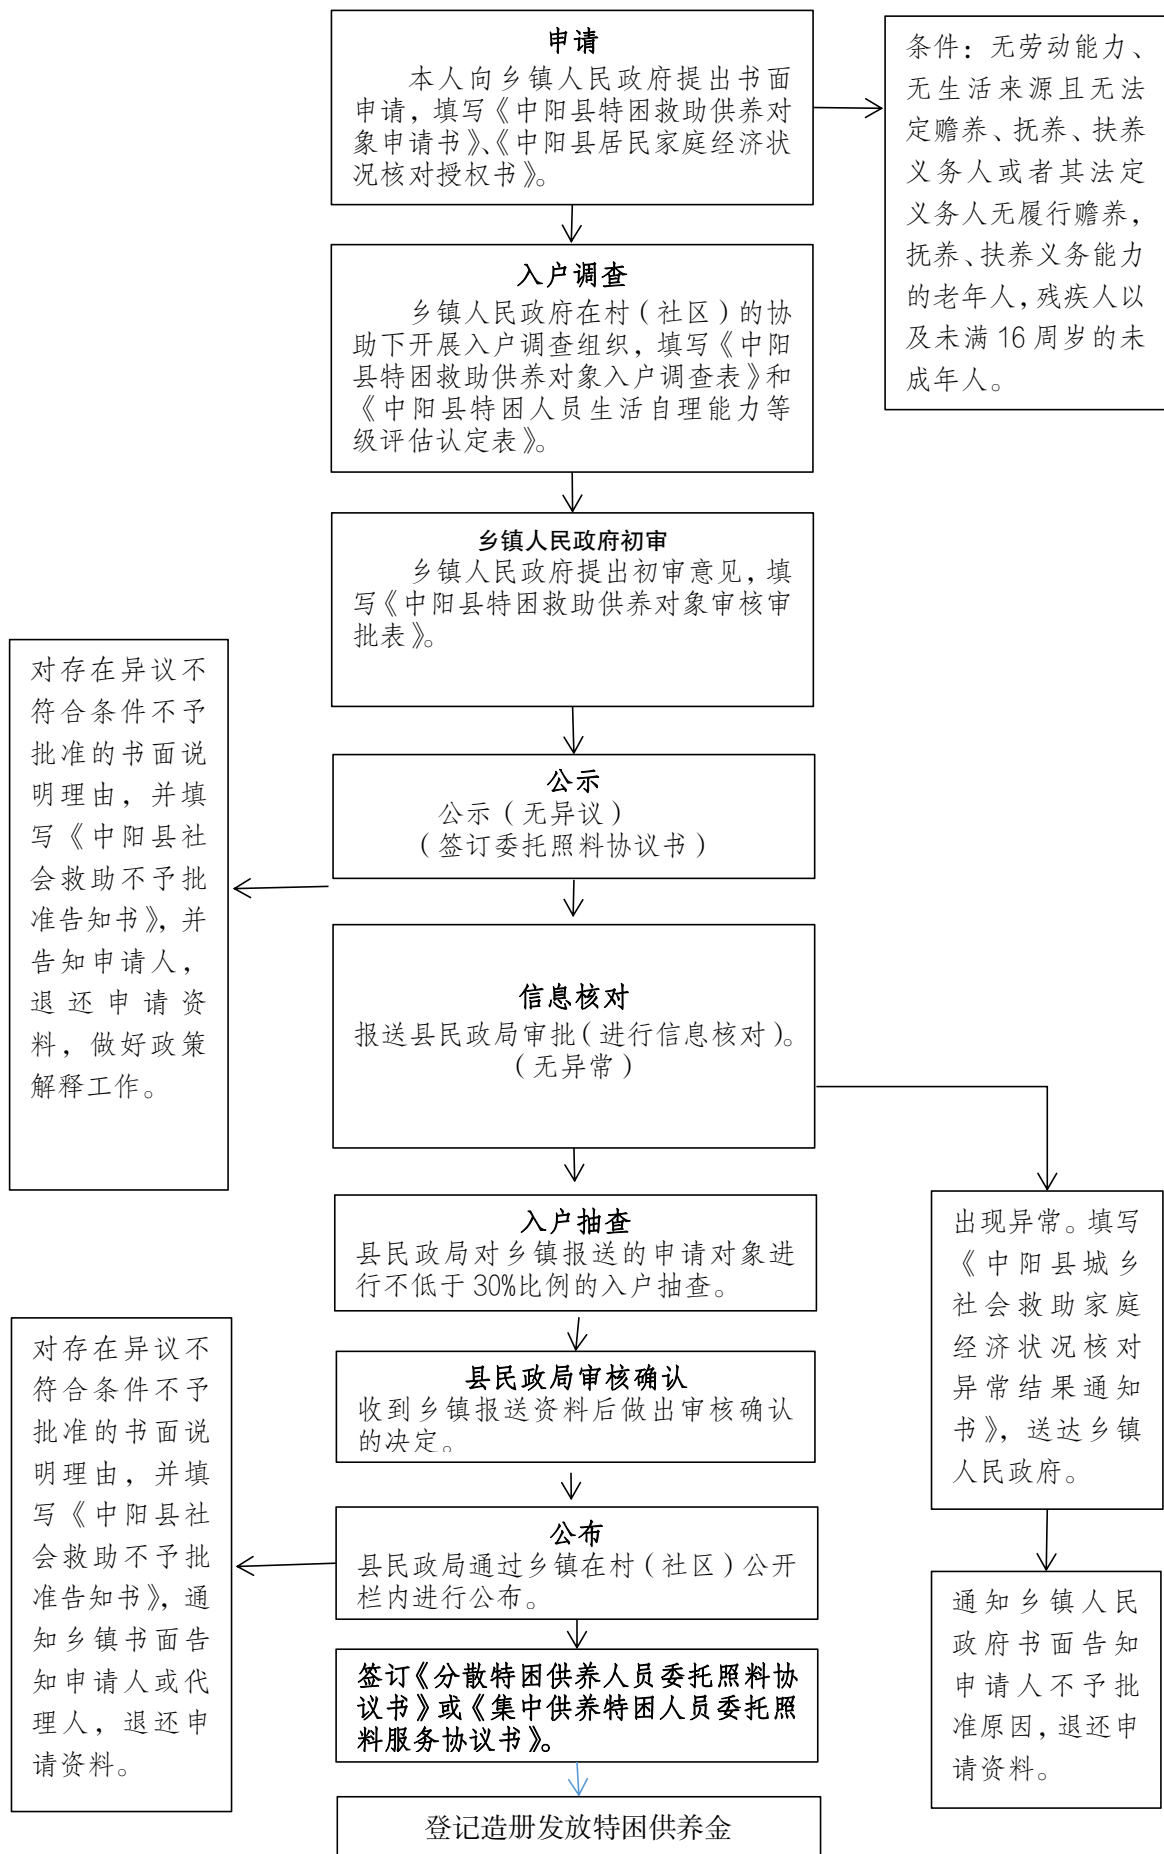 申请
本人向乡镇人民政府提出书面
申请，填写《中阳县特困救助供养对
象申请书》、《中阳县居民家庭经济状
况核对授权书》。
条件：无劳动能力、
无生活来源且无法
定赡养、抚养、扶养
义务人或者其法定
义务人无履行赡养，
抚养、扶养义务能力
的老年人，残疾人以
及未满16周岁的未
成年人。
入户调查
乡镇人民政府在村（社区）的协
助下开展入户调查组织，填写《中阳
县特困救助供养对象入户调查表》和
《中阳县特困人员生活自理能力等
级评估认定表》。
乡镇人民政府初审
乡镇人民政府提出初审意见，填
写《中阳县特困救助供养对象审核审
批表》。
公示
公示（无异议）
（签订委托照料协议书）
对存在异议不
符合条件不予
批准的书面说
明理由，并填
写《中阳县社
会救助不予批
准告知书》，并
告知申请人，
退还申请资
料，做好政策
解释工作。
信息核对
报送县民政局审批（进行信息核对）。
（无异常）
入户抽查
县民政局对乡镇报送的申请对象进
行不低于30%比例的入户抽查。
出现异常。填写
《中阳县城乡
社会救助家庭
经济状况核对
异常结果通知
书》，送达乡镇
人民政府。
县民政局审核确认
收到乡镇报送资料后做出审核确认
的决定。
公布
县民政局通过乡镇在村（社区）公开
栏内进行公布。
对存在异议不
符合条件不予
批准的书面说
明理由，并填
写《中阳县社
会救助不予批
准告知书》，通
知乡镇书面告
知申请人或代
理人，退还申
请资料。
通知乡镇人民
政府书面告知
申请人不予批
准原因，退还申
请资料。
签订《分散特困供养人员委托照料协
议书》或《集中供养特困人员委托照
料服务协议书》。
登记造册发放特困供养金